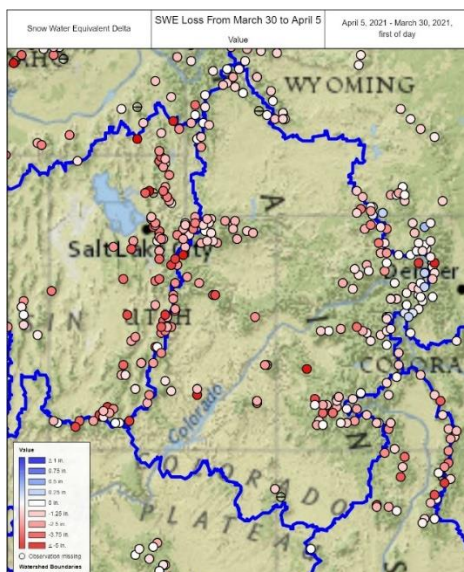 Snow Water Equivalent Delta
SWE Loss From March 30 to April 5
Value
April 5, 2021 - March 30, 2021,
first of day
AHO
WYOMING
A
Salt Lake City
Denver
SIN
UTAH
I
COLORA
N
Colorado
COLORADO
PLATEAU
S
Value
≥ 1 in.
0.75 in.
0.5 in.
0.25 in.
0 in.
-1.25 in.
-2.5 in.
-3.75 in.
≤ -5 in.
Observation missing
Watershed Boundaries